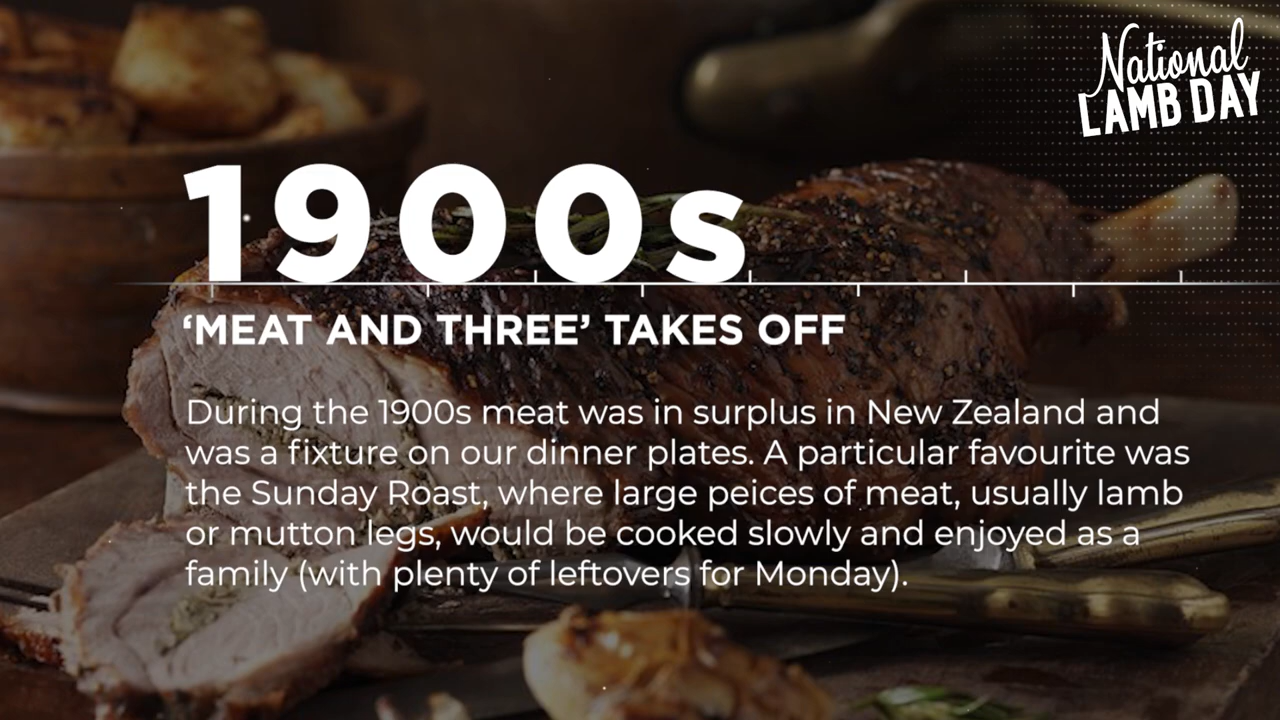 National
LAMB DAY
1900s
‘MEAT AND THREE’ TAKES OFF
During the 1900s meat was in surplus in New Zealand and
was a fixture on our dinner plates. A particular favourite was
the Sunday Roast, where large peices of meat, usually lamb
or mutton legs, would be cooked slowly and enjoyed as a
family (with plenty of leftovers for Monday).